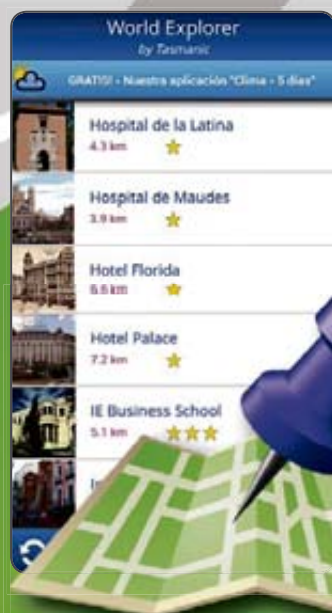 World Explorer
by Tasmanic
GRATIS! - Nuestra aplicación "Clima - 5 días"
Hospital de la Latina
4.3 km
Hospital de Maudes
3.9 km
Hotel Florida
6.6 km
Hotel Palace
7.2 km
IE Business School
5.1 km